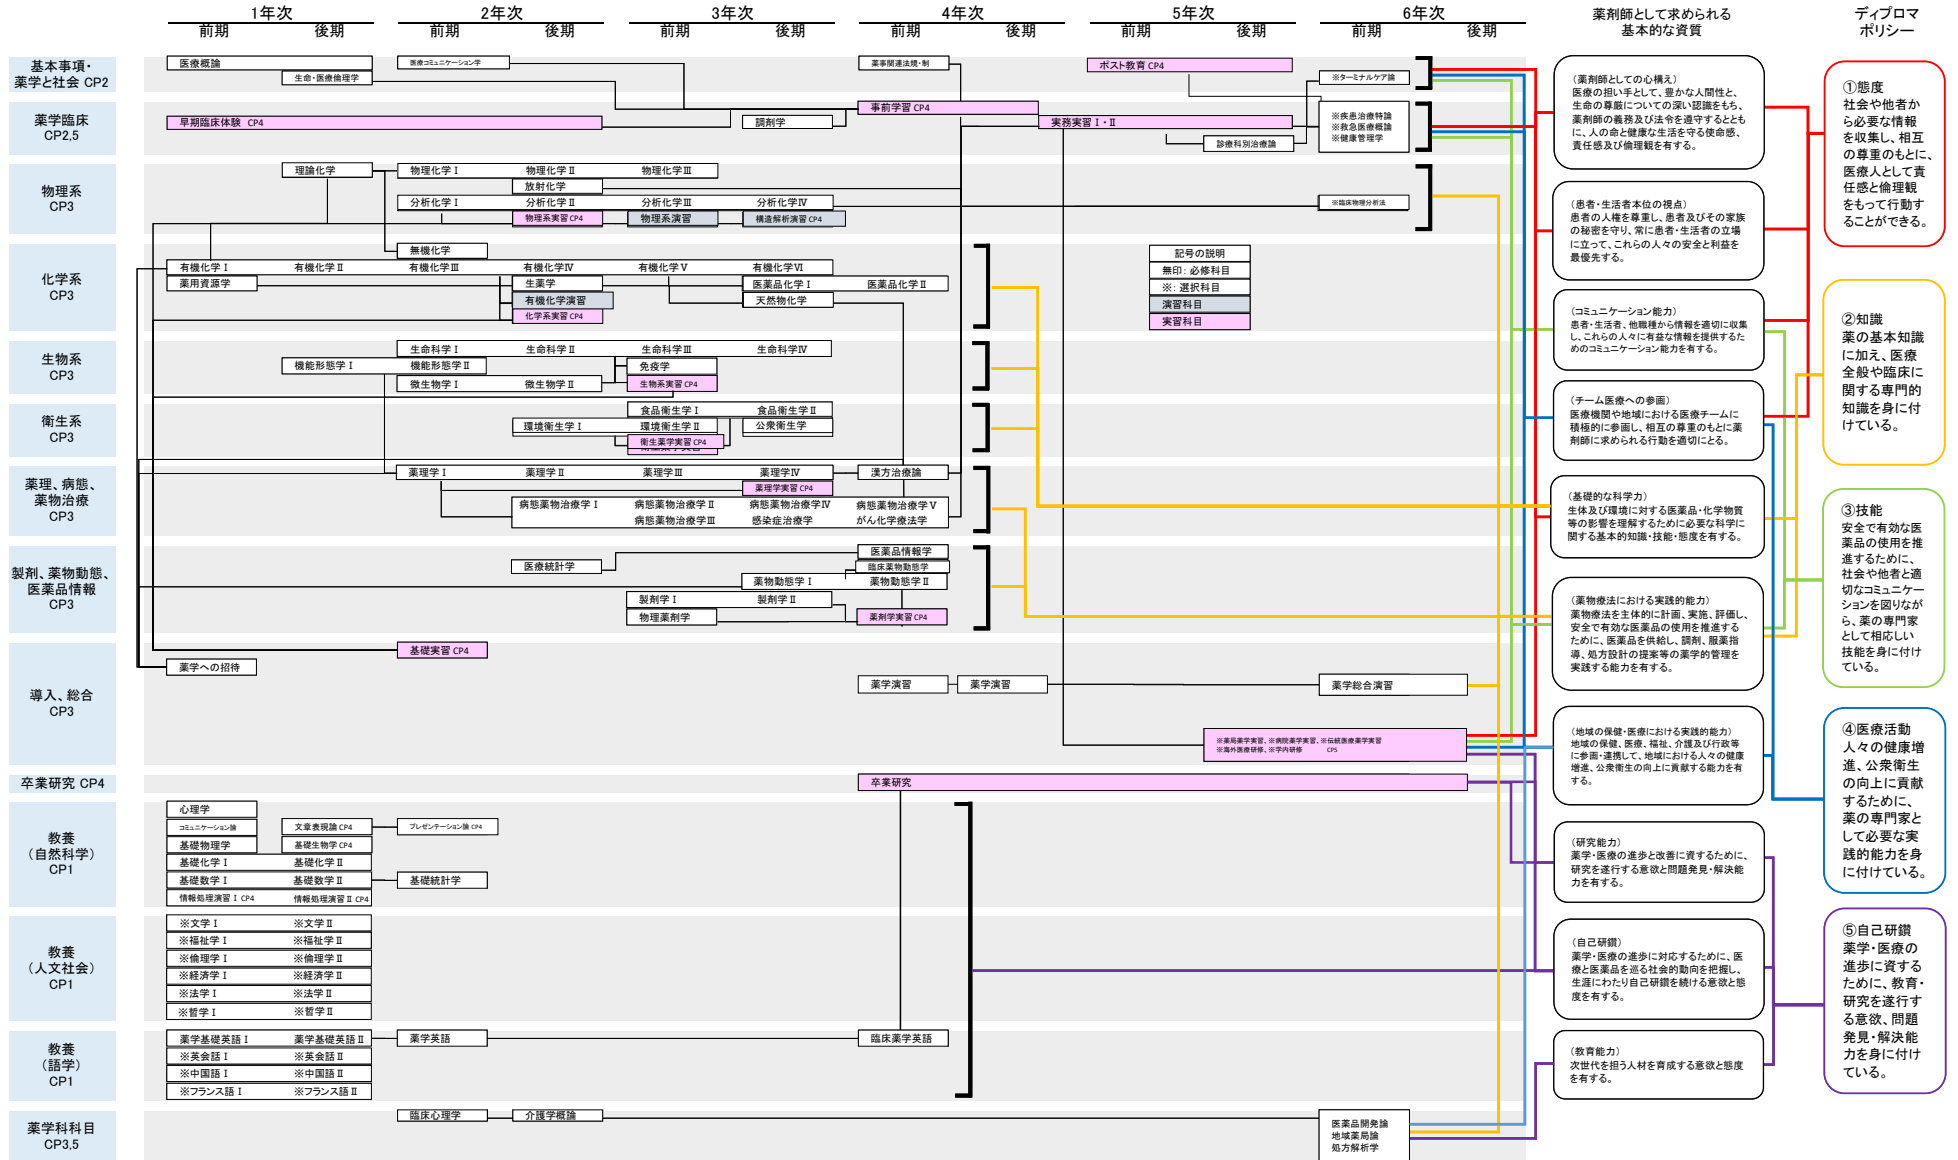 1年次
2年次
3年次
4年次
5年次
6年次
前期
後期
前期
後期
前期
後期
前期
後期
前期
後期
前期
後期
薬剤師として求められる
基本的な資質
ディプロマ
ポリシー
基本事項・
薬学と社会 CP2
医療概論
生命・医療倫理学
医療コミュニケーション学
薬事関連法規・制
ポスト教育 CP4
※ターミナルケア論
薬学臨床
CP2,5
早期臨床体験 CP4
調剤学
事前学習 CP4
実務実習Ⅰ・Ⅱ
診療科別治療論
※疾患治療特論
※救急医療概論
※健康管理学
物理系
CP3
理論化学
物理化学Ⅰ
物理化学Ⅱ
物理化学Ⅲ
放射化学
分析化学Ⅰ
分析化学Ⅱ
分析化学Ⅲ
分析化学Ⅳ
物理系実習 CP4
物理系演習
構造解析演習 CP4
※臨床物理分析法
化学系
CP3
無機化学
有機化学Ⅰ
有機化学Ⅱ
有機化学Ⅲ
有機化学Ⅳ
有機化学Ⅴ
有機化学Ⅵ
薬用資源学
生薬学
医薬品化学Ⅰ
医薬品化学Ⅱ
有機化学演習
天然物化学
化学系実習 CP4
記号の説明
無印：必修科目
※：選択科目
演習科目
実習科目
生物系
CP3
生命科学Ⅰ
生命科学Ⅱ
生命科学Ⅲ
生命科学Ⅳ
機能形態学Ⅰ
機能形態学Ⅱ
免疫学
微生物学Ⅰ
微生物学Ⅱ
生物系実習 CP4
衛生系
CP3
食品衛生学Ⅰ
食品衛生学Ⅱ
環境衛生学Ⅰ
環境衛生学Ⅱ
公衆衛生学
衛生薬学実習 CP4
薬理、病態、
薬物治療
CP3
薬理学Ⅰ
薬理学Ⅱ
薬理学Ⅲ
薬理学Ⅳ
漢方治療論
薬理学実習 CP4
病態薬物治療学Ⅰ
病態薬物治療学Ⅱ
病態薬物治療学Ⅳ
病態薬物治療学Ⅴ
病態薬物治療学Ⅲ
感染症治療学
がん化学療法学
製剤、薬物動態、
医薬品情報
CP3
医療統計学
医薬品情報学
臨床薬物動態学
薬物動態学Ⅰ
薬物動態学Ⅱ
製剤学Ⅰ
製剤学Ⅱ
物理薬剤学
薬剤学実習 CP4
導入、総合
CP3
基礎実習 CP4
薬学への招待
薬学演習
薬学演習
薬学総合演習
※薬局薬学実習、※病院薬学実習、※伝統医療薬学実習
※海外医療研修、※学内研修 CP5
卒業研究 CP4
卒業研究
教養
（自然科学）
CP1
心理学
コミュニケーション論
文章表現論 CP4
プレゼンテーション論 CP4
基礎物理学
基礎生物学 CP4
基礎化学Ⅰ
基礎化学Ⅱ
基礎数学Ⅰ
基礎数学Ⅱ
基礎統計学
情報処理演習Ⅰ CP4
情報処理演習Ⅱ CP4
教養
（人文社会）
CP1
※文学Ⅰ
※文学Ⅱ
※福祉学Ⅰ
※福祉学Ⅱ
※倫理学Ⅰ
※倫理学Ⅱ
※経済学Ⅰ
※経済学Ⅱ
※法学Ⅰ
※法学Ⅱ
※哲学Ⅰ
※哲学Ⅱ
教養
（語学）
CP1
薬学基礎英語Ⅰ
薬学基礎英語Ⅱ
薬学英語
臨床薬学英語
※英会話Ⅰ
※英会話Ⅱ
※中国語Ⅰ
※中国語Ⅱ
※フランス語Ⅰ
※フランス語Ⅱ
薬学科科目
CP3,5
臨床心理学
介護学概論
医薬品開発論
地域薬局論
処方解析学
（薬剤師としての心構え）
医療の担い手として、豊かな人間性と、
生命の尊厳についての深い認識をもち、
薬剤師の義務及び法令を遵守するとと
もに、人の命と健康な生活を守る使命感、
責任感及び倫理観を有する。
（患者・生活者本位の視点）
患者の人権を尊重し、患者及びその家族
の秘密を守り、常に患者・生活者の立場
に立って、これらの人々の安全と利益を
最優先する。
（コミュニケーション能力）
患者・生活者、他職種から情報を適切に収集
し、これらの人々に有益な情報を提供するた
めのコミュニケーション能力を有する。
（チーム医療への参画）
医療機関や地域における医療チームに
積極的に参画し、相互の尊重のもとに薬
剤師に求められる行動を適切にとる。
（基礎的な科学力）
生体及び環境に対する医薬品・化学物質
等の影響を理解するために必要な科学に
関する基本的知識・技能・態度を有する。
（薬物療法における実践的能力）
薬物療法を主体的に計画、実施、評価し、
安全で有効な医薬品の使用を推進する
ために、医薬品を供給し、調剤、服薬指
導、処方設計の提案等の薬学的管理を
実践する能力を有する。
（地域の保健・医療における実践的能力）
地域の保健、医療、福祉、介護及び行政等
に参画・連携して、地域における人々の健康
増進、公衆衛生の向上に貢献する能力を有
する。
（研究能力）
薬学・医療の進歩と改善に資するために、
研究を遂行する意欲と問題発見・解決能
力を有する。
（自己研鑽）
薬学・医療の進歩に対応するために、医
療と医薬品を巡る社会的動向を把握し、
生涯にわたり自己研鑽を続ける意欲と態
度を有する。
（教育能力）
次世代を担う人材を育成する意欲と態度
を有する。
①態度
社会や他者か
ら必要な情報
を収集し、相互
の尊重のもとに、
医療人として責
任感と倫理観
をもって行動す
ることができる。
②知識
薬の基本知識
に加え、医療
全般や臨床に
関する専門的
知識を身に付
けている。
③技能
安全で有効な医
薬品の使用を推
進するために、
社会や他者と適
切なコミュニケー
ションを図りなが
ら、薬の専門家
として相応しい
技能を身に付け
ている。
④医療活動
人々の健康増
進、公衆衛生
の向上に貢献
するために、
薬の専門家と
して必要な実
践的能力を身
に付けている。
⑤自己研鑽
薬学・医療の
進歩に資する
ために、教育・
研究を遂行す
る意欲、問題
発見・解決能
力を身に付け
ている。